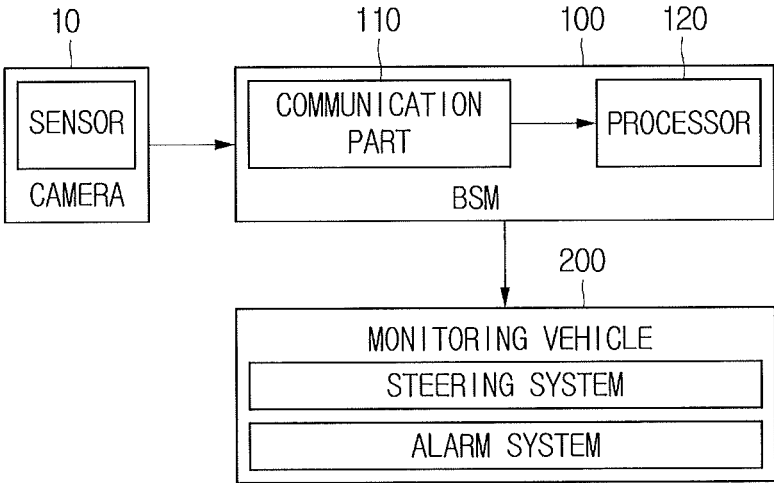 10
110
100
120
SENSOR
CAMERA
COMMUNICATION
PART
PROCESSOR
BSM
200
MONITORING VEHICLE
STEERING SYSTEM
ALARM SYSTEM